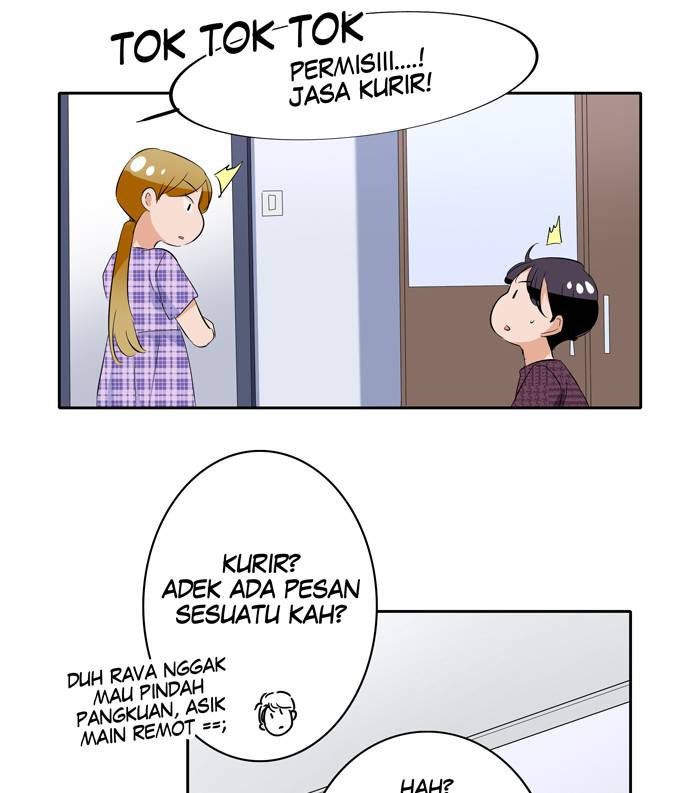 TOK TOK TOK
PERMISIII....!
JASA KURIR!
KURIR?
ADEK ADA PESAN
SESUATU KAH?
DUH RAVA NGGAK
MAU PINDAH
PANGKUAN, ASIK
MAIN REMOT ==;
HAH?